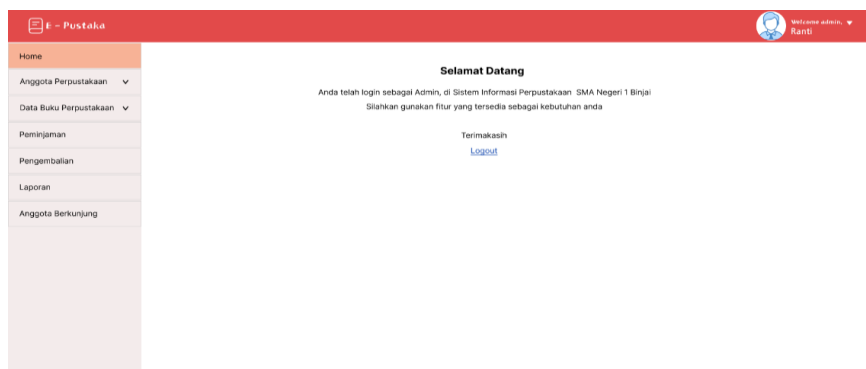 E - Pustaka
Welcome admin,
Ranti
Home
Anggota Perpustakaan
Data Buku Perpustakaan
Peminjaman
Pengembalian
Laporan
Anggota Berkunjung
Selamat Datang
Anda telah login sebagai Admin, di Sistem Informasi Perpustakaan SMA Negeri 1 Binjai
Silahkan gunakan fitur yang tersedia sebagai kebutuhan anda
Terimakasih
Logout